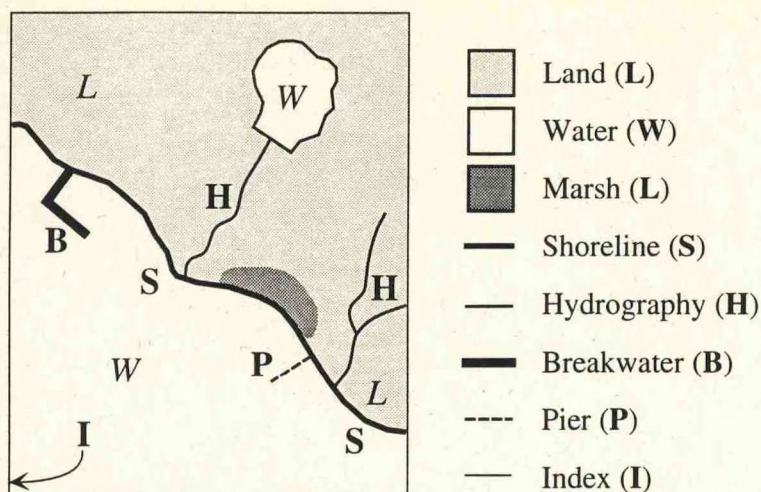 L
W
H
B
S
H
P
W
L
I
S
Land (L)
Water (W)
Marsh (L)
Shoreline (S)
Hydrography (H)
Breakwater (B)
Pier (P)
Index (I)